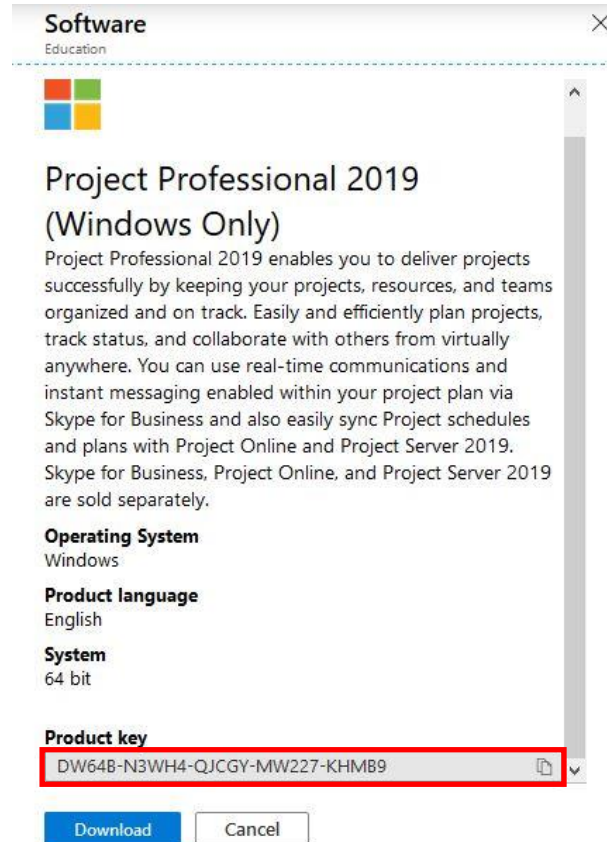 Software
Education
Project Professional 2019
(Windows Only)
Project Professional 2019 enables you to deliver projects
successfully by keeping your projects, resources, and teams
organized and on track. Easily and efficiently plan projects,
track status, and collaborate with others from virtually
anywhere. You can use real-time communications and
instant messaging enabled within your project plan via
Skype for Business and also easily sync Project schedules
and plans with Project Online and Project Server 2019.
Skype for Business, Project Online, and Project Server 2019
are sold separately.
Operating System
Windows
Product language
English
System
64 bit
Product key
DW64B-N3WH4-QJCGY-MW227-KHMB9
Download Cancel